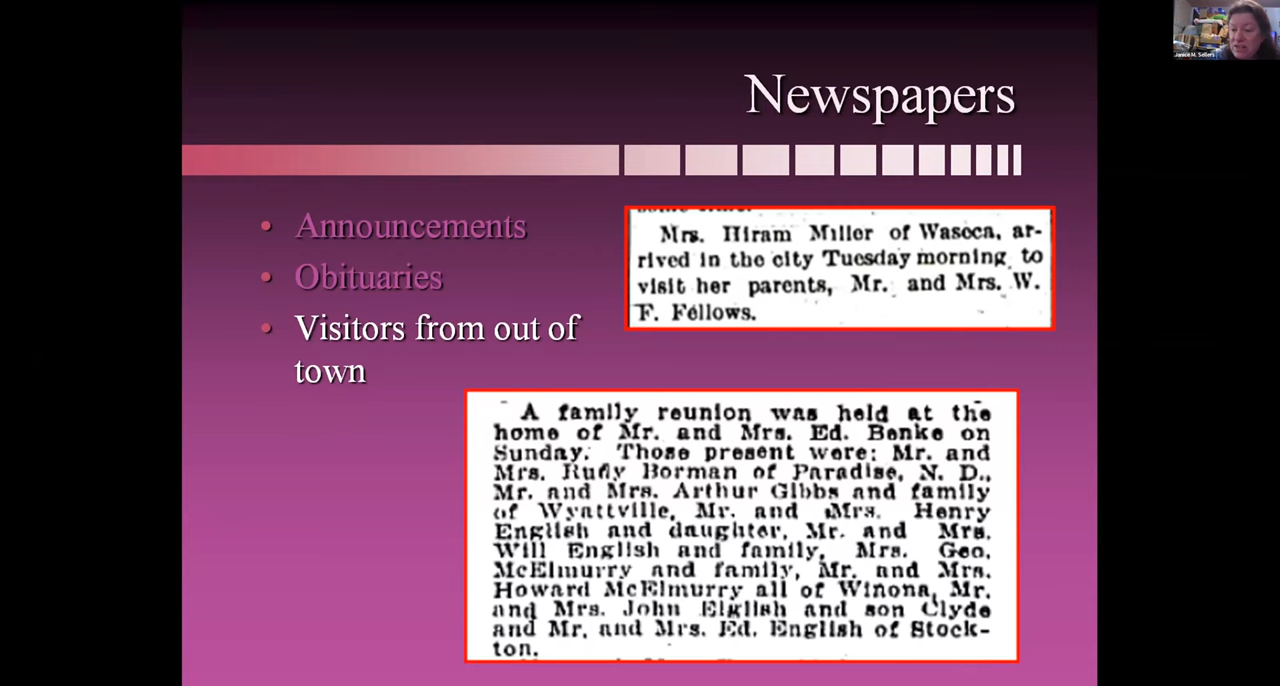 Janice M. Sellers
Newspapers
• Announcements
• Obituaries
• Visitors from out of
town
Mrs. Hiram Miller of Waseca, ar-
rived in the city Tuesday morning to
visit her parents, Mr. and Mrs. W.
F. Fellows.
A family reunion was held at the
home of Mr. and Mrs. Ed. Benke on
Sunday. Those present were: Mr. and
Mrs. Rudy Borman of Paradise, N. D.,
Mr. and Mrs. Arthur Gibbs and family
of Wyattville, Mr. and Mrs. Henry
English and daughter, Mr. and Mrs.
Will English and family, Mrs. Geo.
McElmurry and family, Mr. and Mrs.
Howard McElmurry all of Winona, Mr.
and Mrs. John Elglish and son Clyde
and Mr. and Mrs. Ed. English of Stock-
ton.